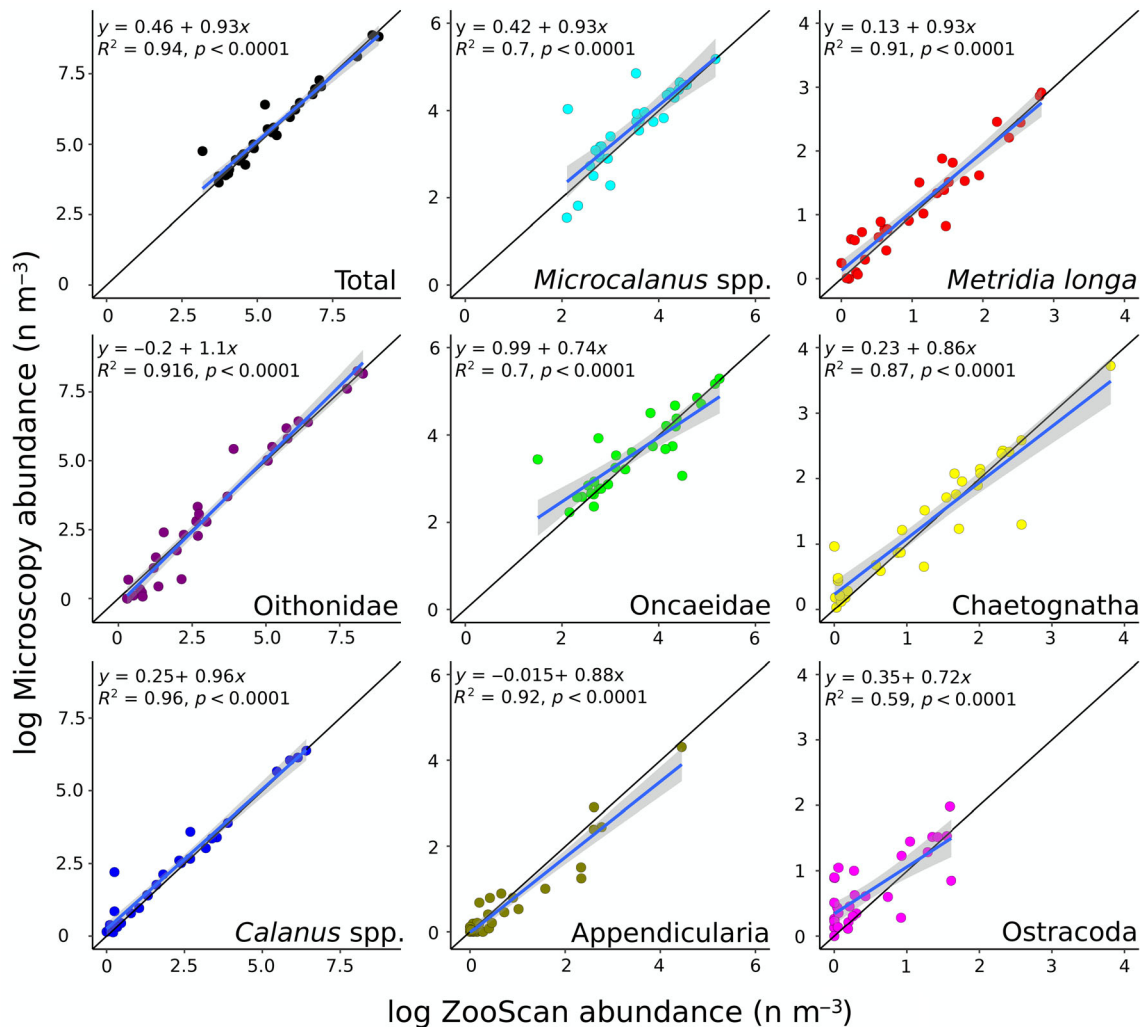 log Microscopy abundance (n m⁻³)
y = 0.46 + 0.93x
R² = 0.94, p < 0.0001
7.5
5.0
2.5
0
0 2.5 5.0 7.5
Total
y = 0.42 + 0.93x
R² = 0.7, p < 0.0001
6
4
2
0
0 2 4 6
Microcalanus spp.
y = 0.13 + 0.93x
R² = 0.91, p < 0.0001
4
3
2
1
0
0 1 2 3 4
Metridia longa
y = –0.2 + 1.1x
R² = 0.916, p < 0.0001
7.5
5.0
2.5
0
0 2.5 5.0 7.5
Oithonidae
y = 0.99 + 0.74x
R² = 0.7, p < 0.0001
6
4
2
0
0 2 4 6
Oncaeidae
y = 0.23 + 0.86x
R² = 0.87, p < 0.0001
4
3
2
1
0
0 1 2 3 4
Chaetognatha
y = 0.25+ 0.96x
R² = 0.96, p < 0.0001
7.5
5.0
2.5
0
0 2.5 5.0 7.5
Calanus spp.
y = –0.015+ 0.88x
R² = 0.92, p < 0.0001
6
4
2
0
0 2 4 6
Appendicularia
y = 0.35+ 0.72x
R² = 0.59, p < 0.0001
4
3
2
1
0
0 1 2 3 4
Ostracoda
log ZooScan abundance (n m⁻³)